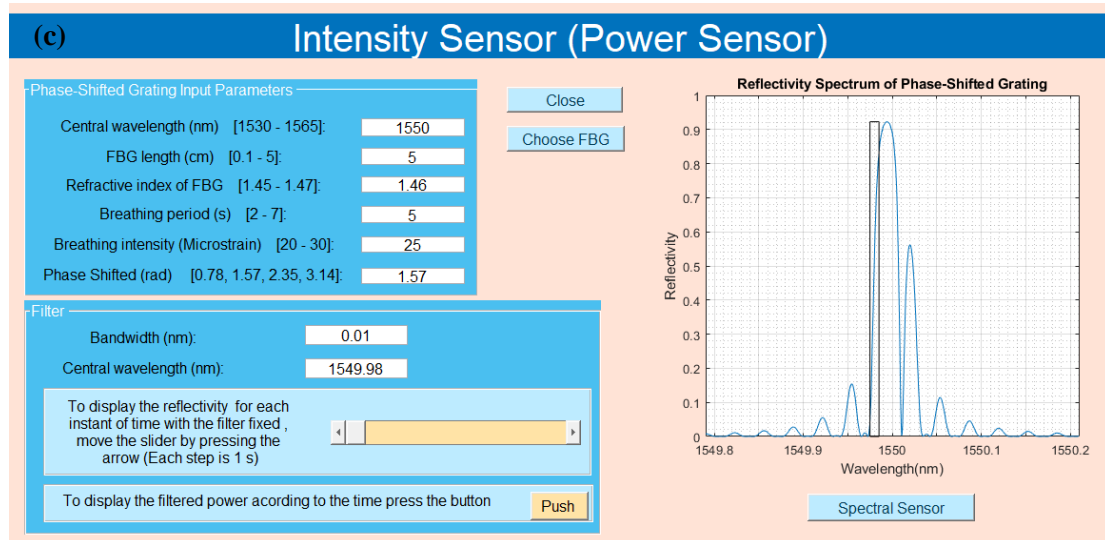 (c)
Intensity Sensor (Power Sensor)
Phase-Shifted Grating Input Parameters
Central wavelength (nm) [1530 - 1565]: 1550
FBG length (cm) [0.1 - 5]: 5
Refractive index of FBG [1.45 - 1.47]: 1.46
Breathing period (s) [2 - 7]: 5
Breathing intensity (Microstrain) [20 - 30]: 25
Phase Shifted (rad) [0.78, 1.57, 2.35, 3.14]: 1.57
Filter
Bandwidth (nm): 0.01
Central wavelength (nm): 1549.98
To display the reflectivity for each
instant of time with the filter fixed ,
move the slider by pressing the
arrow (Each step is 1 s)
To display the filtered power acording to the time press the button
Push
Close
Choose FBG
Reflectivity Spectrum of Phase-Shifted Grating
1
0.9
0.8
0.7
0.6
0.5
0.4
0.3
0.2
0.1
0
Reflectivity
1549.8 1549.9 1550 1550.1 1550.2
Wavelength(nm)
Spectral Sensor